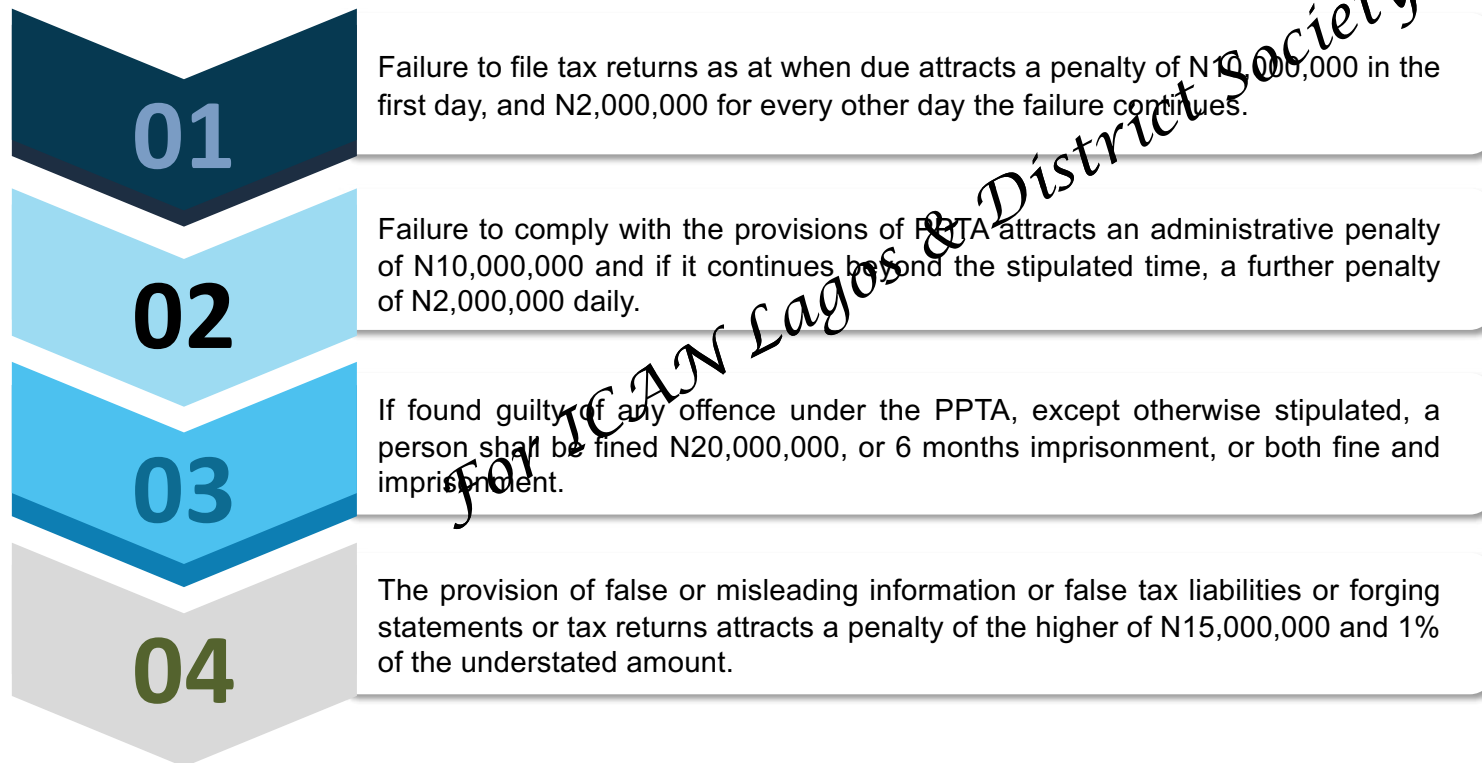 01
Failure to file tax returns as at when due attracts a penalty of N10,000,000 in the
first day, and N2,000,000 for every other day the failure continues.
02
Failure to comply with the provisions of PPTA attracts an administrative penalty
of N10,000,000 and if it continues beyond the stipulated time, a further penalty
of N2,000,000 daily.
03
If found guilty of any offence under the PPTA, except otherwise stipulated, a
person shall be fined N20,000,000, or 6 months imprisonment, or both fine and
imprisonment.
04
The provision of false or misleading information or false tax liabilities or forging
statements or tax returns attracts a penalty of the higher of N15,000,000 and 1%
of the understated amount.
For ICAN Lagos & District Society